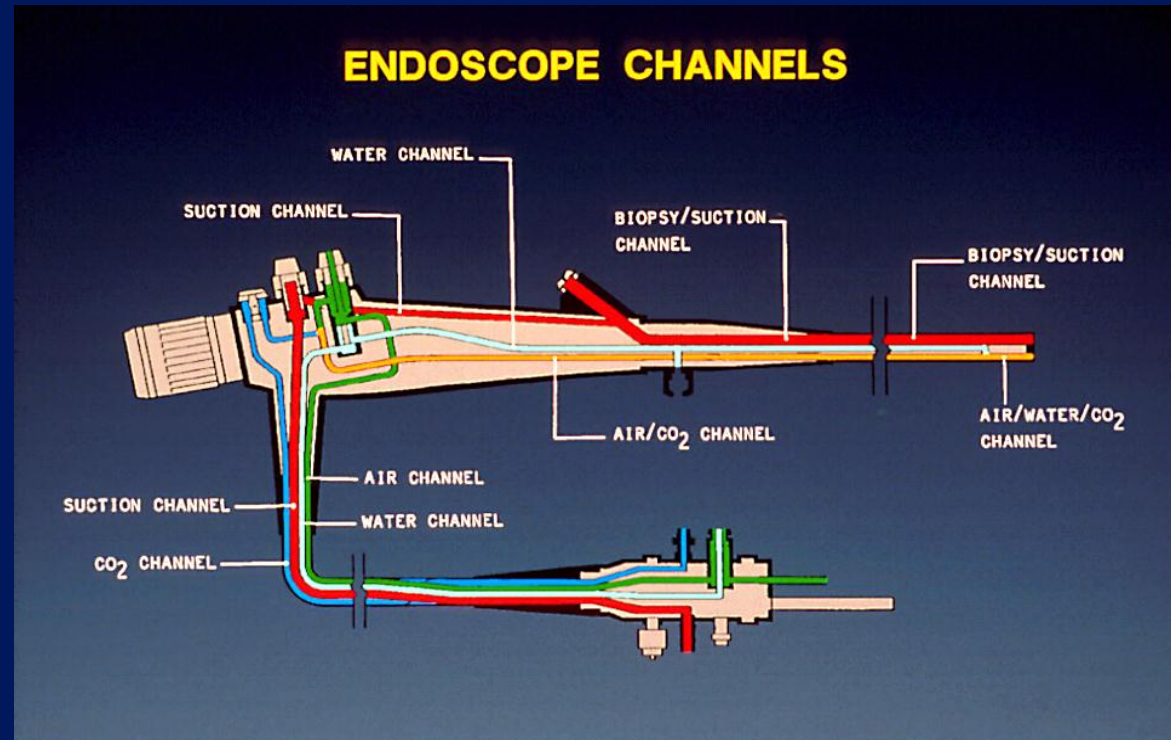 ENDOSCOPE CHANNELS
WATER CHANNEL
SUCTION CHANNEL
BIOPSY/SUCTION
CHANNEL
BIOPSY/SUCTION
CHANNEL
AIR/CO2 CHANNEL
AIR/WATER/CO2
CHANNEL
AIR CHANNEL
SUCTION CHANNEL
WATER CHANNEL
CO2 CHANNEL